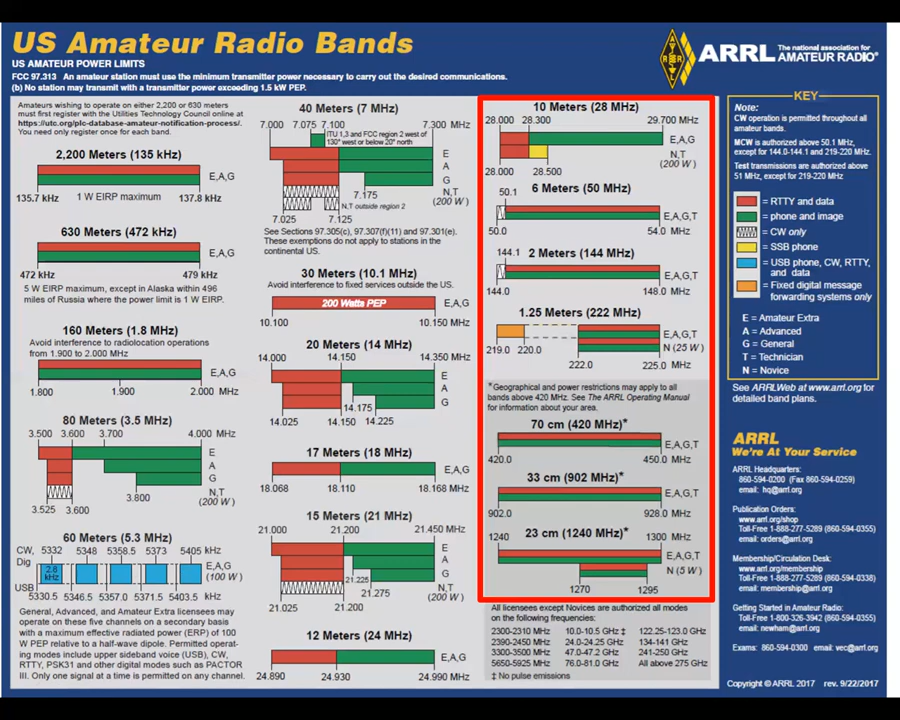 US Amateur Radio Bands
US AMATEUR POWER LIMITS
FCC 97.313 An amateur station must use the minimum transmitter power necessary to carry out the desired communications.
(b) No station may transmit with a transmitter power exceeding 1.5 kW PEP.
ARRL The national association for AMATEUR RADIO®
Amateurs wishing to operate on either 2,200 or 630 meters
must first register with the Utilities Technology Council online at
https://utc.org/plc-database-amateur-notification-process/.
You need only register once for each band.
2,200 Meters (135 kHz)
E,A,G
135.7 kHz 1 W EIRP maximum 137.8 kHz
630 Meters (472 kHz)
E,A,G
472 kHz 479 kHz
5 W EIRP maximum, except in Alaska within 496
miles of Russia where the power limit is 1 W EIRP.
160 Meters (1.8 MHz)
Avoid interference to radiolocation operations
from 1.900 to 2.000 MHz
E,A,G
1.800 1.900 2.000 MHz
80 Meters (3.5 MHz)
3.500 3.600 3.700 4.000 MHz
E
A
G
N,T
(200 W)
3.800
3.525 3.600
60 Meters (5.3 MHz)
CW, Dig 5332 5348 5358.5 5373 5405 kHz
2.8 kHz
E,A,G
(100 W)
USB 5330.5 5346.5 5357.0 5371.5 5403.5 kHz
General, Advanced, and Amateur Extra licensees may
operate on these five channels on a secondary basis
with a maximum effective radiated power (ERP) of 100
W PEP relative to a half-wave dipole. Permitted operat-
ing modes include upper sideband voice (USB), CW,
RTTY, PSK31 and other digital modes such as PACTOR
III. Only one signal at a time is permitted on any channel.
40 Meters (7 MHz)
7.000 7.075 7.100 7.300 MHz
ITU 1,3 and FCC region 2 west of
130° west or below 20° north
E
A
G
N,T
(200 W)
7.175
N,T outside region 2
7.025 7.125
See Sections 97.305(c), 97.307(f)(11) and 97.301(e).
These exemptions do not apply to stations in the
continental US.
30 Meters (10.1 MHz)
Avoid interference to fixed services outside the US.
200 Watts PEP
E,A,G
10.100 10.150 MHz
20 Meters (14 MHz)
14.000 14.150 14.350 MHz
E
A
G
14.175
14.025 14.150 14.225
17 Meters (18 MHz)
E,A,G
18.068 18.110 18.168 MHz
15 Meters (21 MHz)
21.000 21.200 21.450 MHz
E
A
G
N,T
(200 W)
21.225
21.275
21.025 21.200
12 Meters (24 MHz)
E,A,G
24.890 24.930 24.990 MHz
10 Meters (28 MHz)
28.000 28.300 29.700 MHz
E,A,G
N,T
(200 W)
28.000 28.500
6 Meters (50 MHz)
50.1
E,A,G,T
50.0 54.0 MHz
2 Meters (144 MHz)
144.1
E,A,G,T
144.0 148.0 MHz
1.25 Meters (222 MHz)
E,A,G,T
N (25 W)
219.0 220.0
222.0 225.0 MHz
*Geographical and power restrictions may apply to all
bands above 420 MHz. See The ARRL Operating Manual
for information about your area.
70 cm (420 MHz)*
E,A,G,T
420.0 450.0 MHz
33 cm (902 MHz)*
E,A,G,T
902.0 928.0 MHz
23 cm (1240 MHz)*
1240 1300 MHz
E,A,G,T
N (5 W)
1270 1295 MHz
All licensees except Novices are authorized all modes
on the following frequencies:
2300-2310 MHz 10.0-10.5 GHz ‡ 122.25-123.0 GHz
2390-2450 MHz 24.0-24.25 GHz 134-141 GHz
3300-3500 MHz 47.0-47.2 GHz 241-250 GHz
5650-5925 MHz 76.0-81.0 GHz All above 275 GHz
‡ No pulse emissions
KEY
Note:
CW operation is permitted throughout all
amateur bands.
MCW is authorized above 50.1 MHz,
except for 144.0-144.1 and 219-220 MHz.
Test transmissions are authorized above
51 MHz, except for 219-220 MHz
= RTTY and data
= phone and image
= CW only
= SSB phone
= USB phone, CW, RTTY,
and data
= Fixed digital message
forwarding systems only
E = Amateur Extra
A = Advanced
G = General
T = Technician
N = Novice
See ARRLWeb at www.arrl.org for
detailed band plans.
ARRL
We're At Your Service
ARRL Headquarters:
860-594-0200 (Fax 860-594-0259)
email: hq@arrl.org
Publication Orders:
www.arrl.org/shop
Toll-Free 1-888-277-5289 (860-594-0355)
email: orders@arrl.org
Membership/Circulation Desk:
www.arrl.org/membership
Toll-Free 1-888-277-5289 (860-594-0338)
email: membership@arrl.org
Getting Started in Amateur Radio:
Toll-Free 1-800-326-3942 (860-594-0355)
email: newham@arrl.org
Exams: 860-594-0300 email: vec@arrl.org
Copyright © ARRL 2017 rev. 9/22/2017